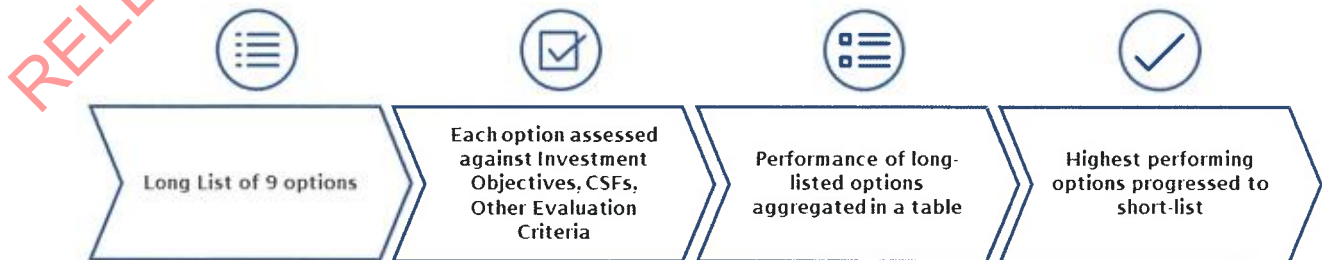 RELE
Long List of 9 options
Each option assessed
against Investment
Objectives, CSFs,
Other Evaluation
Criteria
Performance of long-
listed options
aggregated in a table
Highest performing
options progressed to
short-list